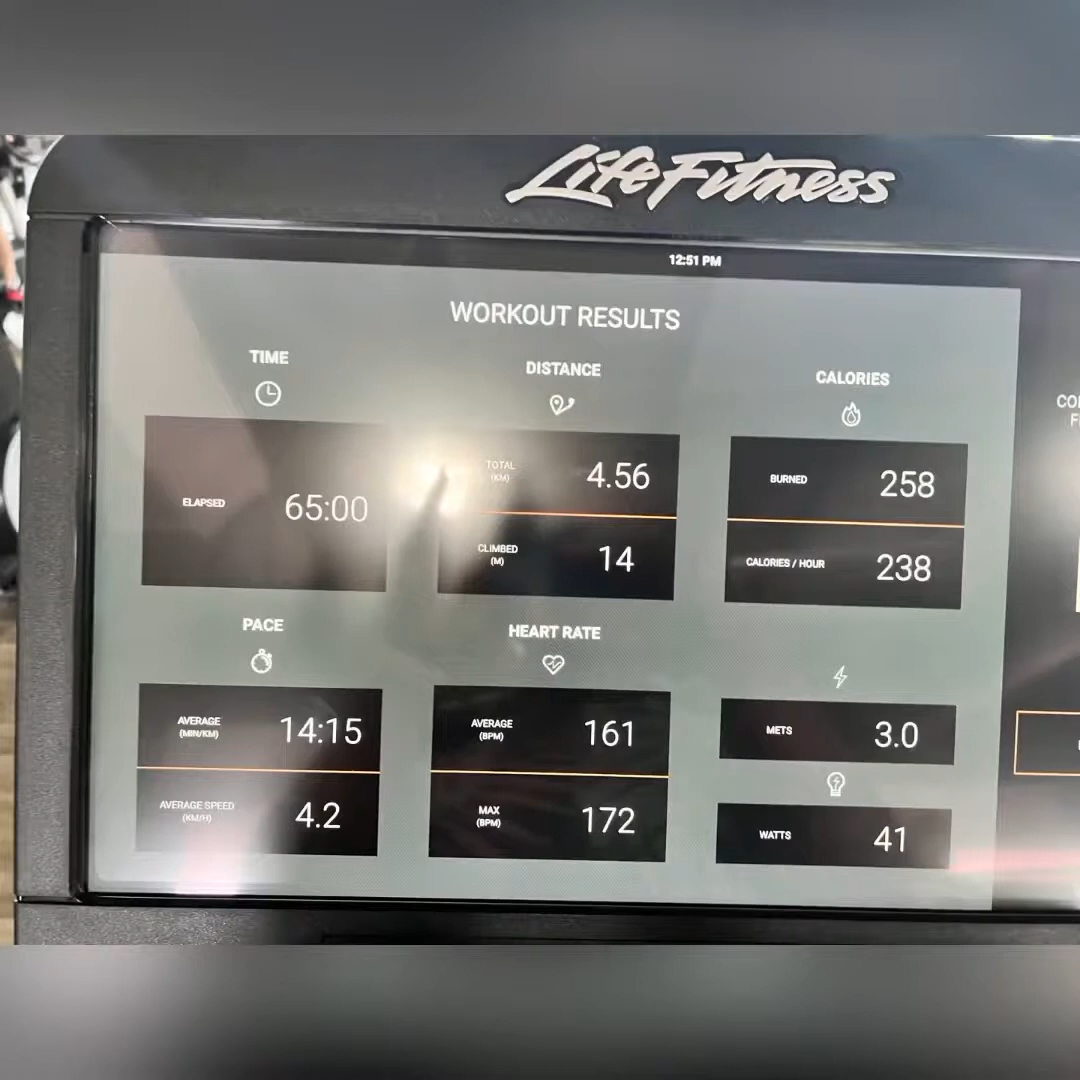 LifeFitness
12:51 PM
WORKOUT RESULTS
TIME
ELAPSED 65:00
DISTANCE
TOTAL (KM) 4.56
CLIMBED (M) 14
CALORIES
BURNED 258
CALORIES / HOUR 238
PACE
AVERAGE (MIN/KM) 14:15
AVERAGE SPEED (KM/H) 4.2
HEART RATE
AVERAGE (BPM) 161
MAX (BPM) 172
METS 3.0
WATTS 41